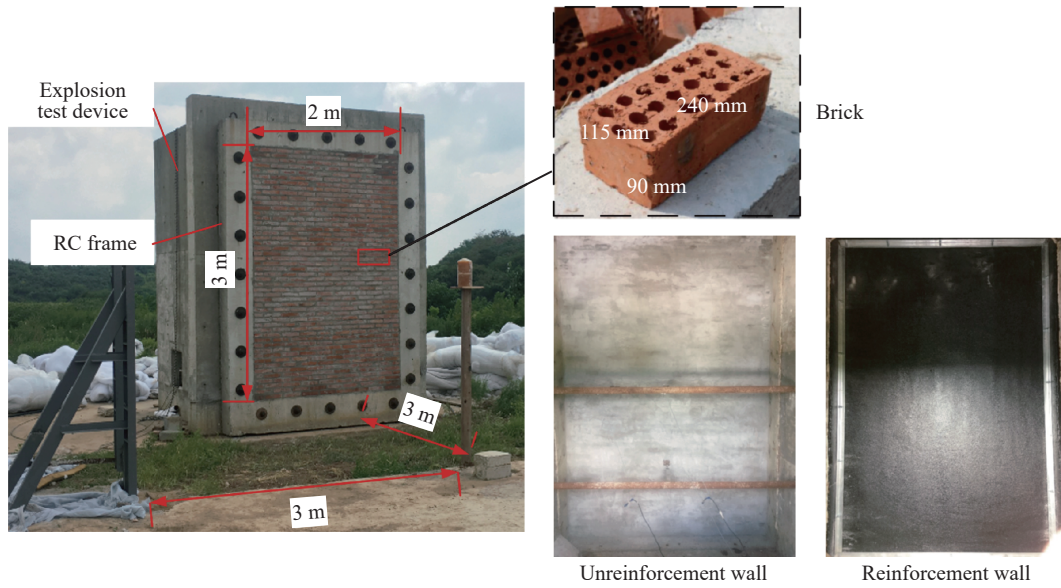 Explosion
test device
2 m
RC frame
3 m
3 m
3 m
240 mm
115 mm
90 mm
Brick
Unreinforcement wall
Reinforcement wall